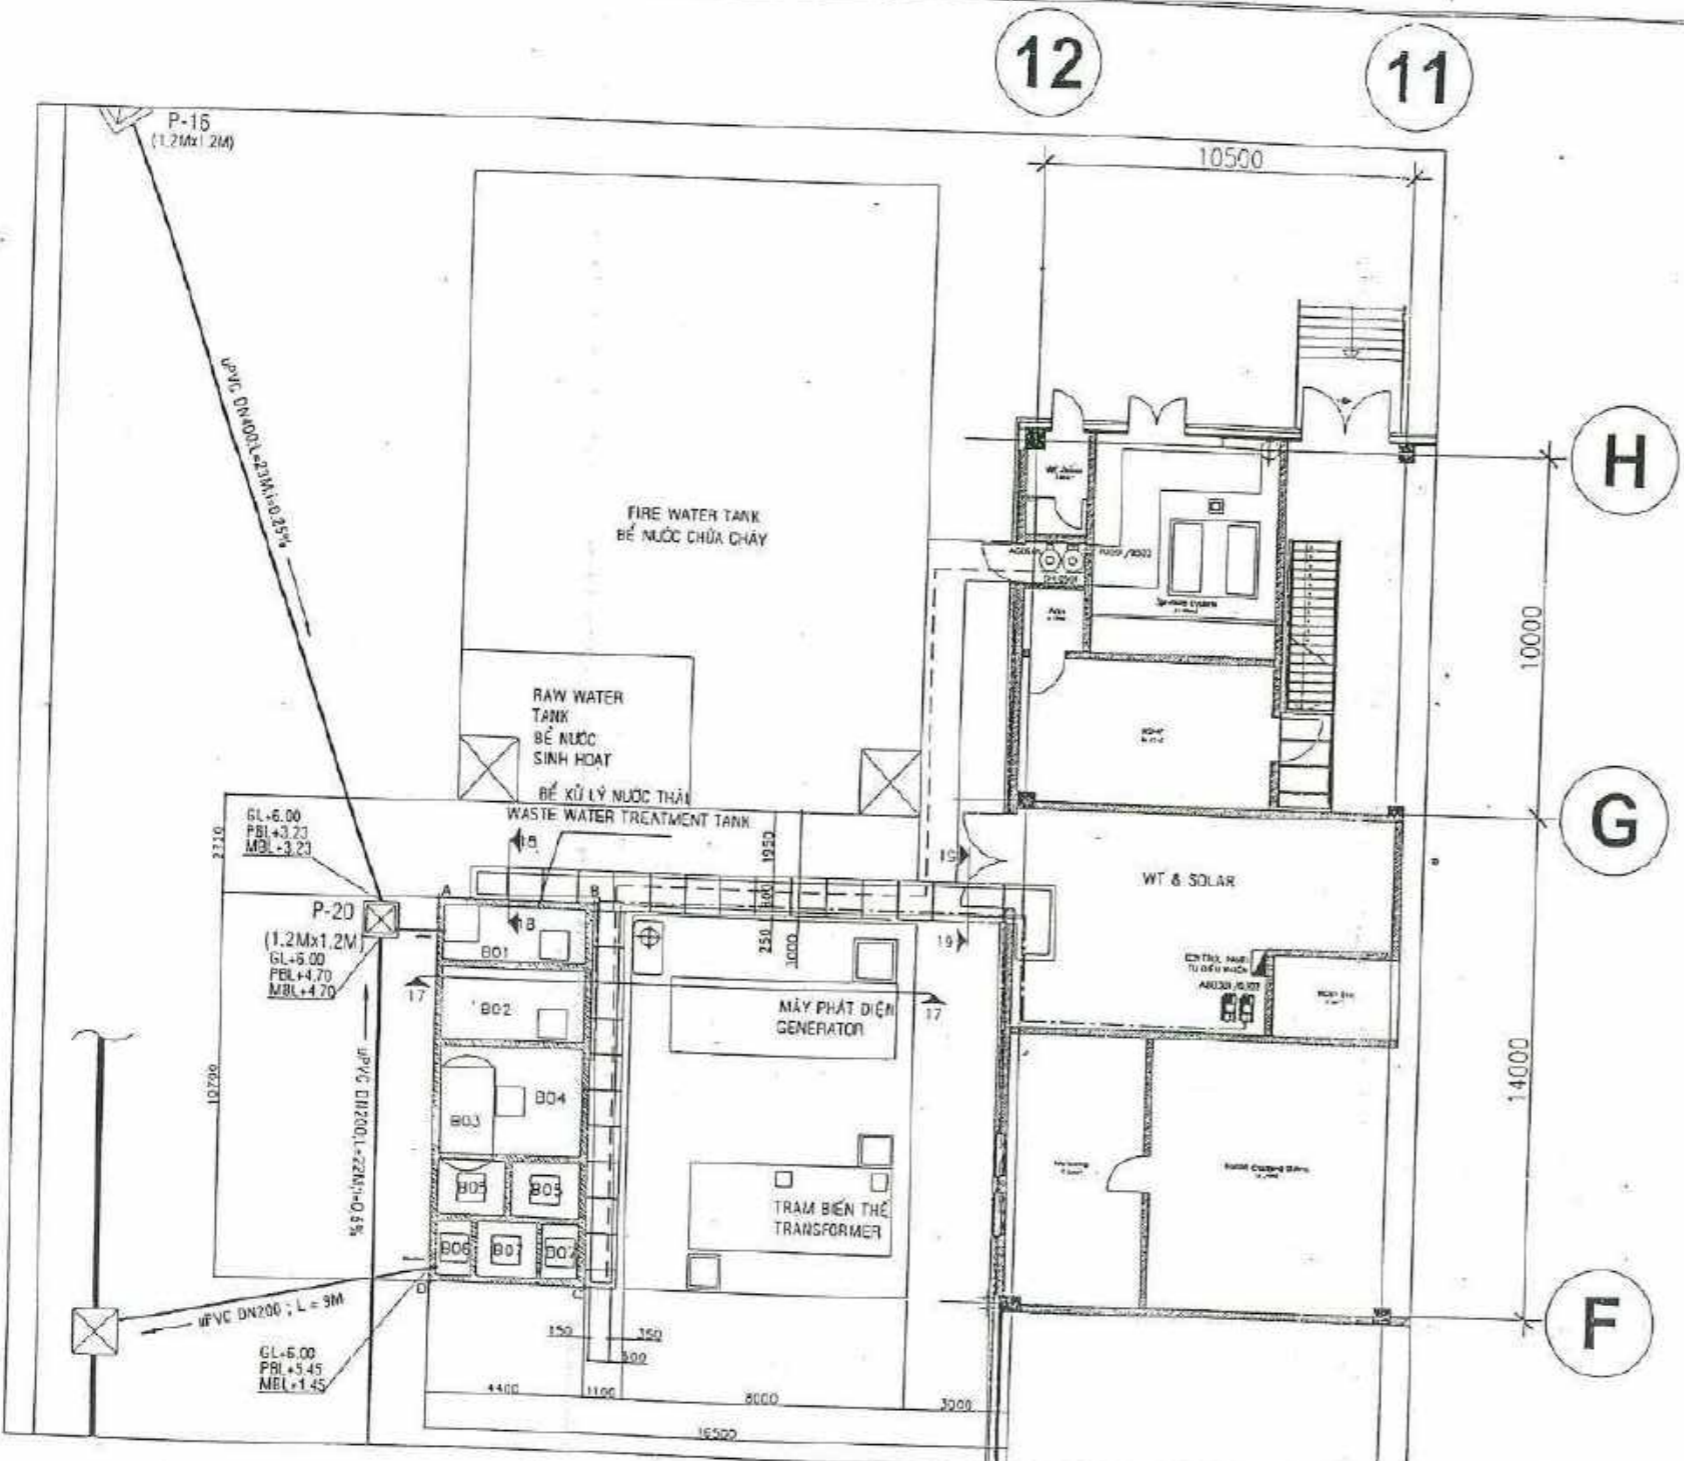 12
11
P-16
(1.2Mx1.2M)
10500
uPVC DN400;L=23M;i=0.25%
H
FIRE WATER TANK
BỂ NƯỚC CHỮA CHÁY
10000
RAW WATER
TANK
BỂ NƯỚC
SINH HOẠT
BỂ XỬ LÝ NƯỚC THẢI
WASTE WATER TREATMENT TANK
GL+6.00
PBL+3.23
MBL+3.23
18
1950
G
15
WT & SOLAR
A
B
P-20
(1.2Mx1.2M)
GL+6.00
PBL+4.70
MBL+4.70
B01
18
250
1000
16
17
B02
MÁY PHÁT ĐIỆN
GENERATOR
17
10700
uPVC DN200;L=22M;i=0.6%
B03
B04
14000
B05
B05
TRẠM BIẾN THẾ
TRANSFORMER
B06
B07
B07
D
C
uPVC DN200 ; L = 9M
F
GL+6.00
PBL+5.45
MBL+1.45
150
350
600
4400
1100
8000
3000
16500